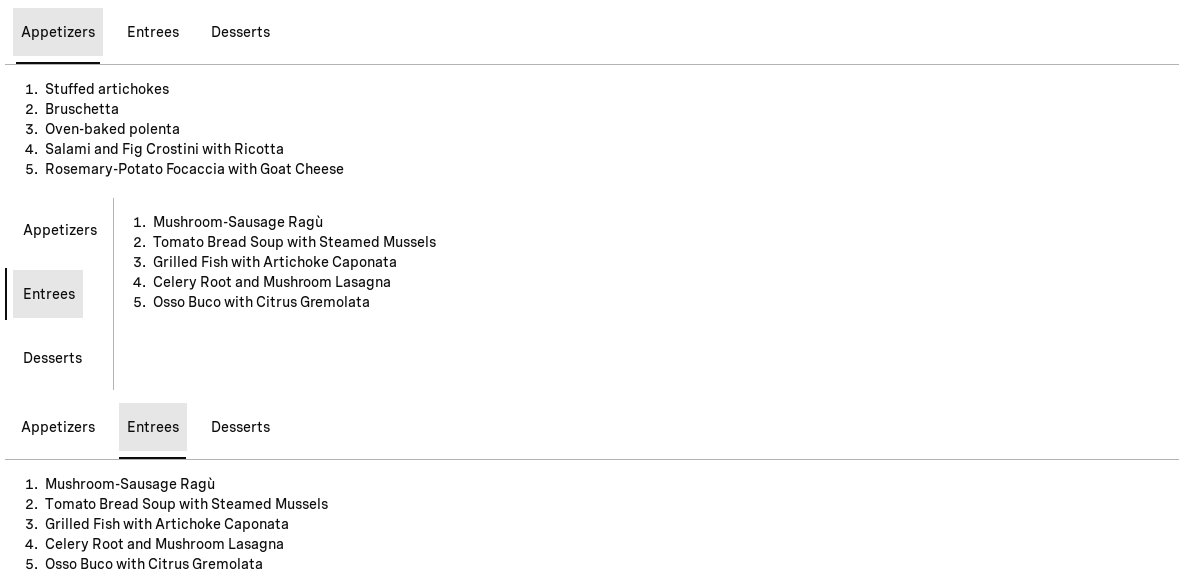 Appetizers Entrees Desserts
1. Stuffed artichokes
2. Bruschetta
3. Oven-baked polenta
4. Salami and Fig Crostini with Ricotta
5. Rosemary-Potato Focaccia with Goat Cheese
Appetizers
Entrees
Desserts
1. Mushroom-Sausage Ragù
2. Tomato Bread Soup with Steamed Mussels
3. Grilled Fish with Artichoke Caponata
4. Celery Root and Mushroom Lasagna
5. Osso Buco with Citrus Gremolata
Appetizers Entrees Desserts
1. Mushroom-Sausage Ragù
2. Tomato Bread Soup with Steamed Mussels
3. Grilled Fish with Artichoke Caponata
4. Celery Root and Mushroom Lasagna
5. Osso Buco with Citrus Gremolata